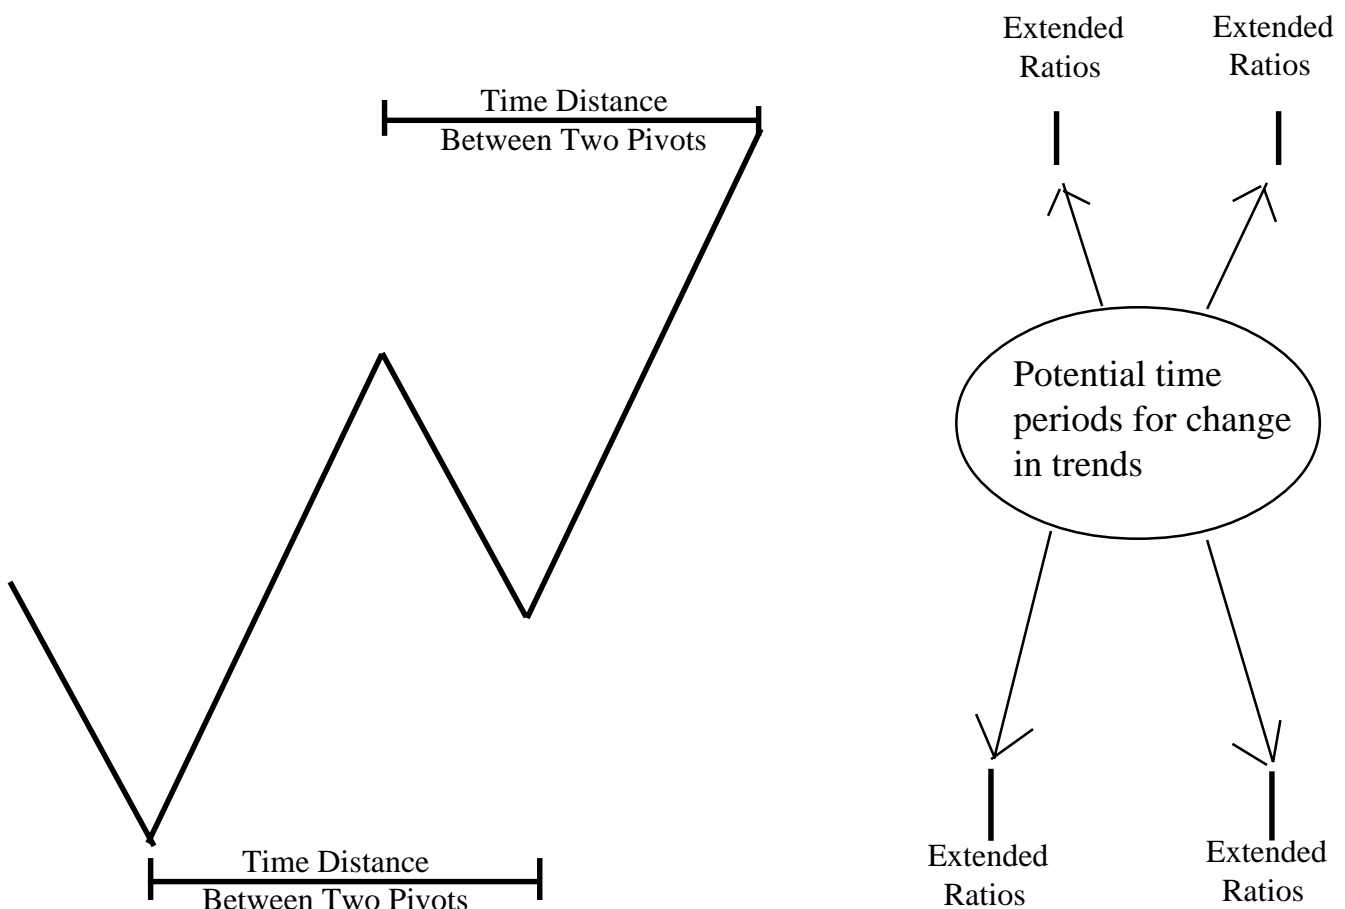 Extended
Ratios
Extended
Ratios
Time Distance
Between Two Pivots
Potential time
periods for change
in trends
Time Distance
Between Two Pivots
Extended
Ratios
Extended
Ratios